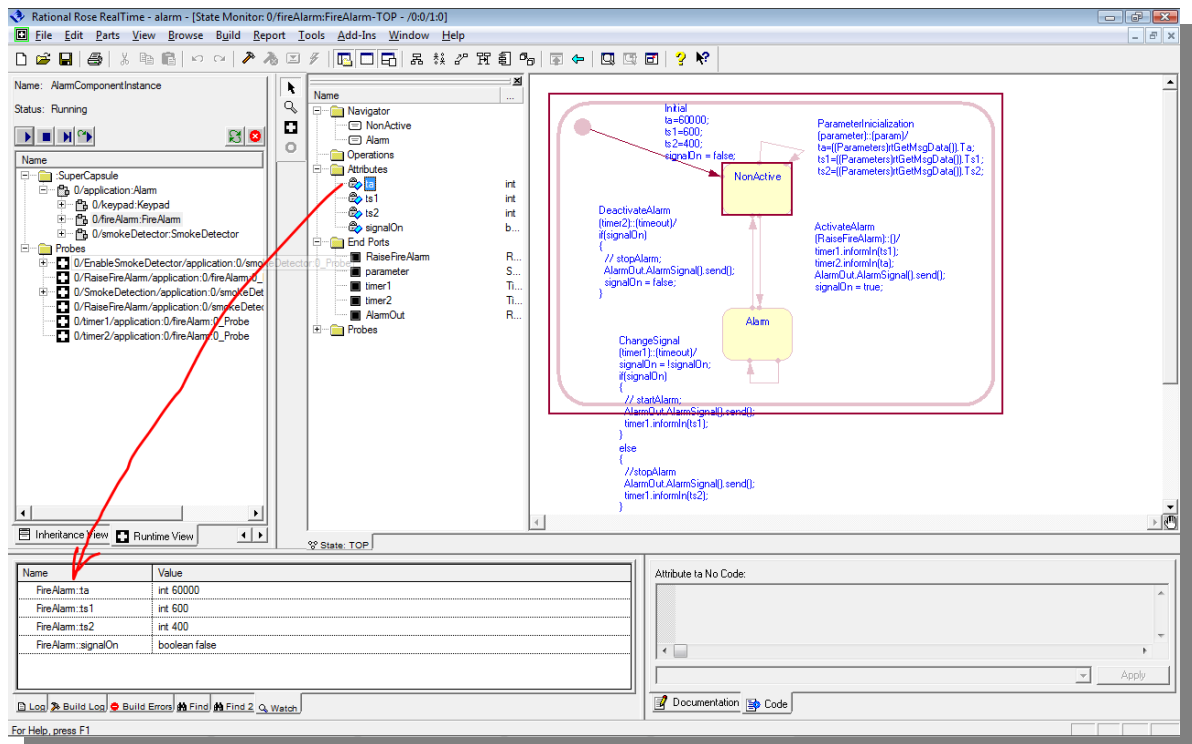 Rational Rose RealTime - alarm - [State Monitor: 0/fireAlarm:FireAlarm-TOP - /0:0/1:0]
File Edit Parts View Browse Build Report Tools Add-Ins Window Help
Name: AlarmComponentInstance
Status: Running
Name
:SuperCapsule
0/application:Alarm
0/keypad:Keypad
0/fireAlarm:FireAlarm
0/smokeDetector:SmokeDetector
Probes
0/EnableSmokeDetector/application:0/smokeDetector:0_Probe
0/RaiseFireAlarm/application:0/fireAlarm:0_
0/SmokeDetection/application:0/smokeDet
0/RaiseFireAlarm/application:0/smokeDetec
0/timer1/application:0/fireAlarm:0_Probe
0/timer2/application:0/fireAlarm:0_Probe
Inheritance View Runtime View
Name ...
Navigator
NonActive
Alarm
Operations
Attributes
ta int
ts1 int
ts2 int
signalOn b...
End Ports
RaiseFireAlarm R...
parameter S...
timer1 Ti...
timer2 Ti...
AlarmOut R...
Probes
State: TOP
Initial
ta=60000;
ts1=600;
ts2=400;
signalOn = false;
ParameterInicialization
(parameter)::(param)/
ta=((Parameters)rtGetMsgData()).Ta;
ts1=((Parameters)rtGetMsgData()).Ts1;
ts2=((Parameters)rtGetMsgData()).Ts2;
NonActive
DeactivateAlarm
(timer2)::(timeout)/
if(signalOn)
{
// stopAlarm;
AlarmOut.AlarmSignal().send();
signalOn = false;
}
ActivateAlarm
(RaiseFireAlarm)::()/
timer1.informIn(ts1);
timer2.informIn(ta);
AlarmOut.AlarmSignal().send();
signalOn = true;
Alarm
ChangeSignal
(timer1)::(timeout)/
signalOn = !signalOn;
if(signalOn)
{
// startAlarm;
AlarmOut.AlarmSignal().send();
timer1.informIn(ts1);
}
else
{
//stopAlarm
AlarmOut.AlarmSignal().send();
timer1.informIn(ts2);
}
Name Value
FireAlarm::ta int 60000
FireAlarm::ts1 int 600
FireAlarm::ts2 int 400
FireAlarm::signalOn boolean false
Log Build Log Build Errors Find Find 2 Watch
Attribute ta No Code:
Apply
Documentation Code
For Help, press F1